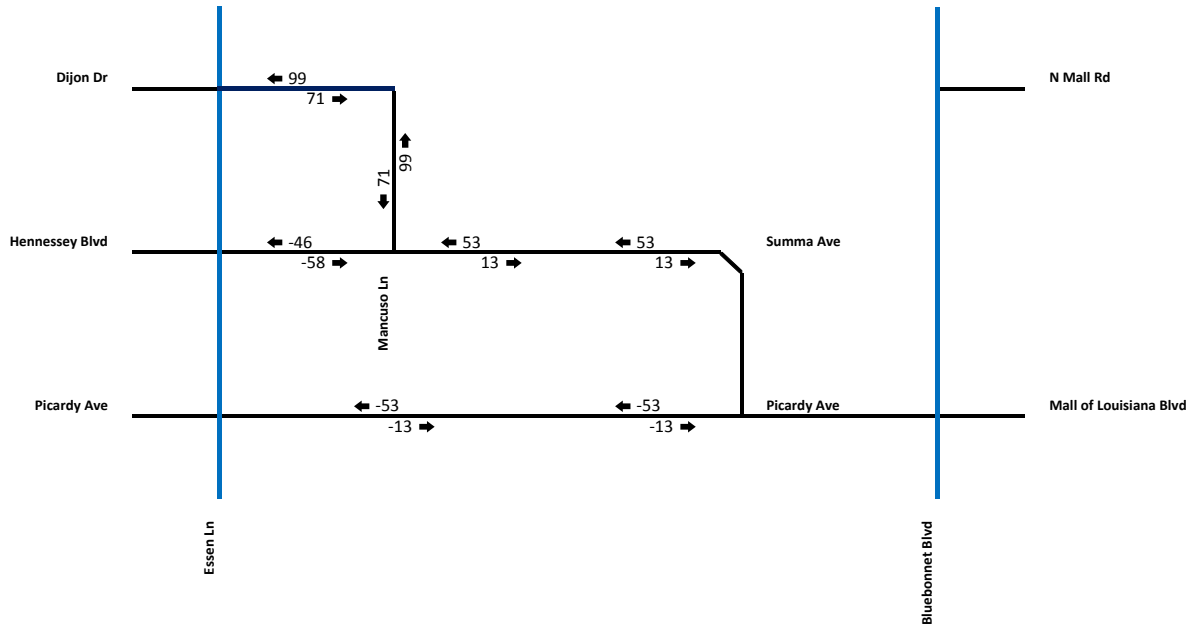 Dijon Dr
99
71
N Mall Rd
99
71
Hennessey Blvd
-46
53
53
Summa Ave
-58
13
13
Mancuso Ln
Picardy Ave
-53
-53
Picardy Ave
Mall of Louisiana Blvd
-13
-13
Essen Ln
Bluebonnet Blvd